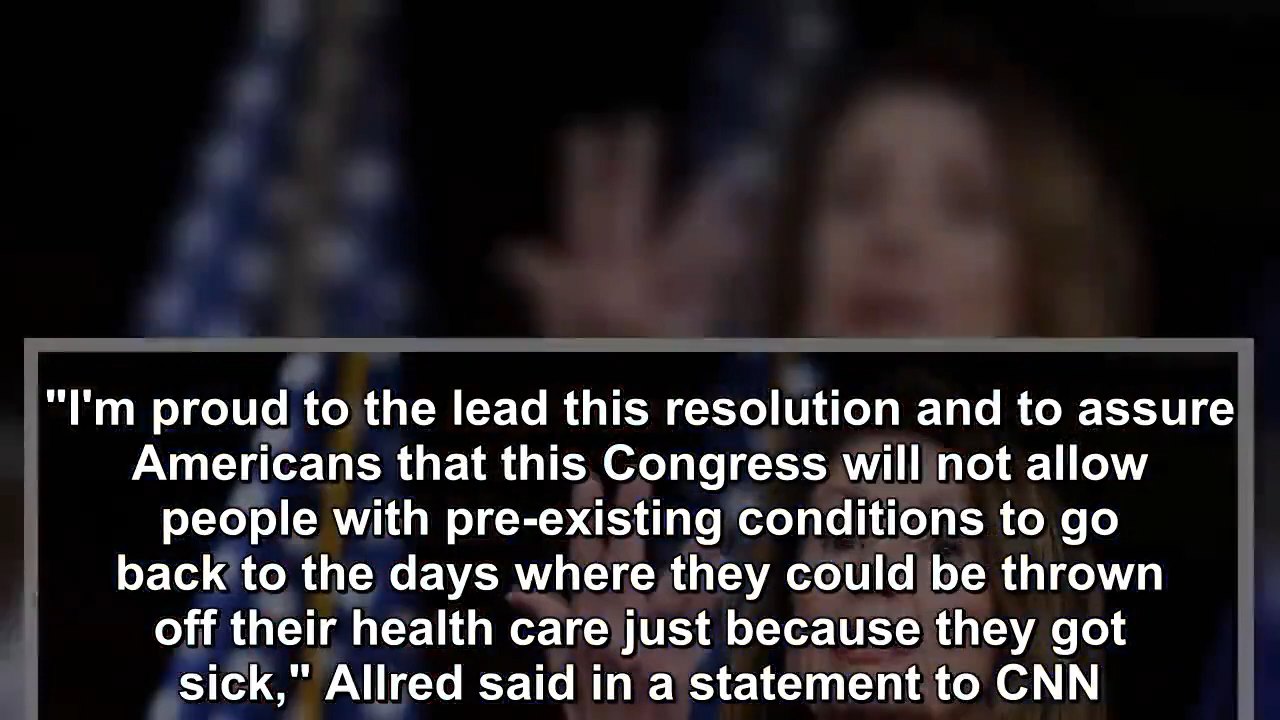 "I'm proud to the lead this resolution and to assure
Americans that this Congress will not allow
people with pre-existing conditions to go
back to the days where they could be thrown
off their health care just because they got
sick," Allred said in a statement to CNN